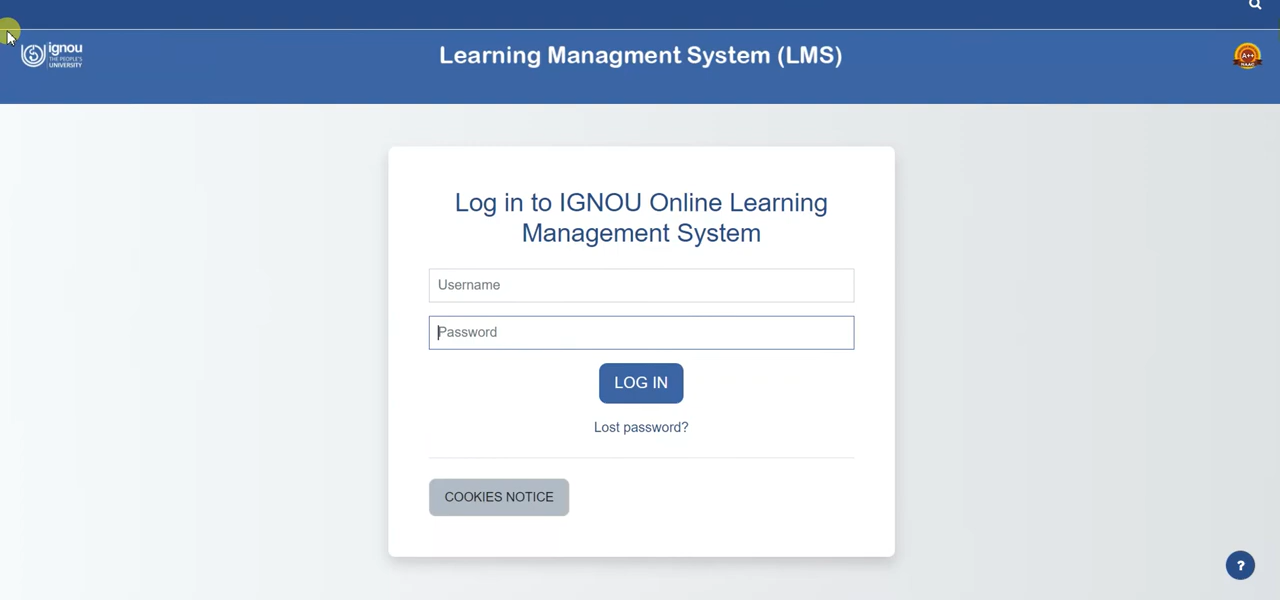 ignou
THE PEOPLE'S
UNIVERSITY
Learning Managment System (LMS)
A++
NAAC
Log in to IGNOU Online Learning
Management System
Username
Password
LOG IN
Lost password?
COOKIES NOTICE
?